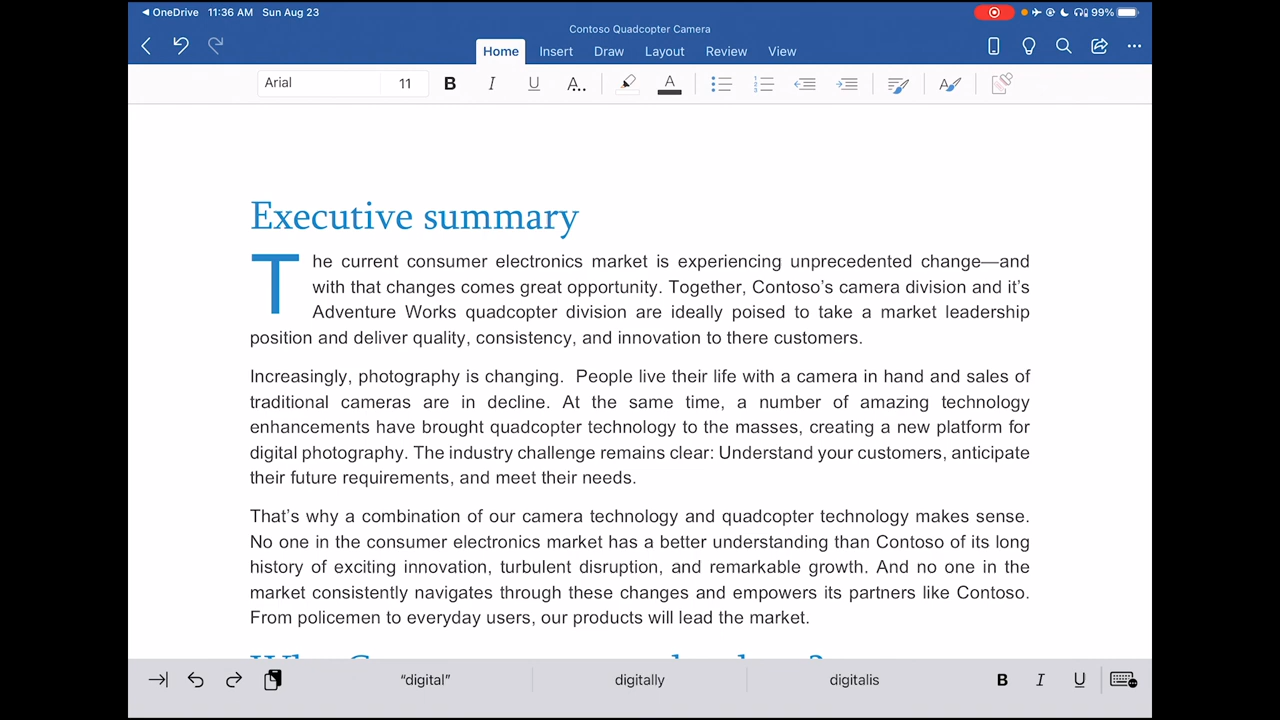 OneDrive 11:36 AM Sun Aug 23 99%
Contoso Quadcopter Camera
Home Insert Draw Layout Review View
Arial 11 B I U A.. A
Executive summary
The current consumer electronics market is experiencing unprecedented change—and
with that changes comes great opportunity. Together, Contoso’s camera division and it’s
Adventure Works quadcopter division are ideally poised to take a market leadership
position and deliver quality, consistency, and innovation to there customers.
Increasingly, photography is changing.  People live their life with a camera in hand and sales of
traditional cameras are in decline. At the same time, a number of amazing technology
enhancements have brought quadcopter technology to the masses, creating a new platform for
digital photography. The industry challenge remains clear: Understand your customers, anticipate
their future requirements, and meet their needs.
That’s why a combination of our camera technology and quadcopter technology makes sense.
No one in the consumer electronics market has a better understanding than Contoso of its long
history of exciting innovation, turbulent disruption, and remarkable growth. And no one in the
market consistently navigates through these changes and empowers its partners like Contoso.
From policemen to everyday users, our products will lead the market.
“digital” digitally digitalis B I U